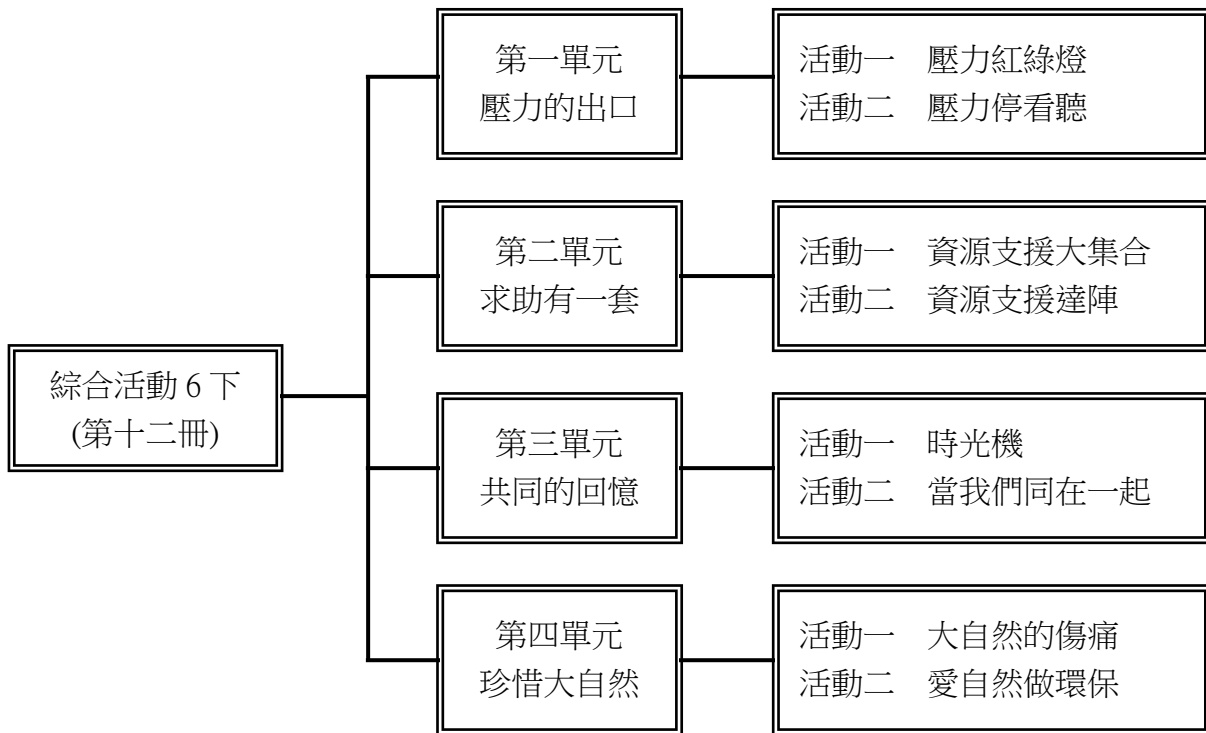 綜合活動 6 下
(第十二冊)
第一單元
壓力的出口
活動一　壓力紅綠燈
活動二　壓力停看聽
第二單元
求助有一套
活動一　資源支援大集合
活動二　資源支援達陣
第三單元
共同的回憶
活動一　時光機
活動二　當我們同在一起
第四單元
珍惜大自然
活動一　大自然的傷痛
活動二　愛自然做環保